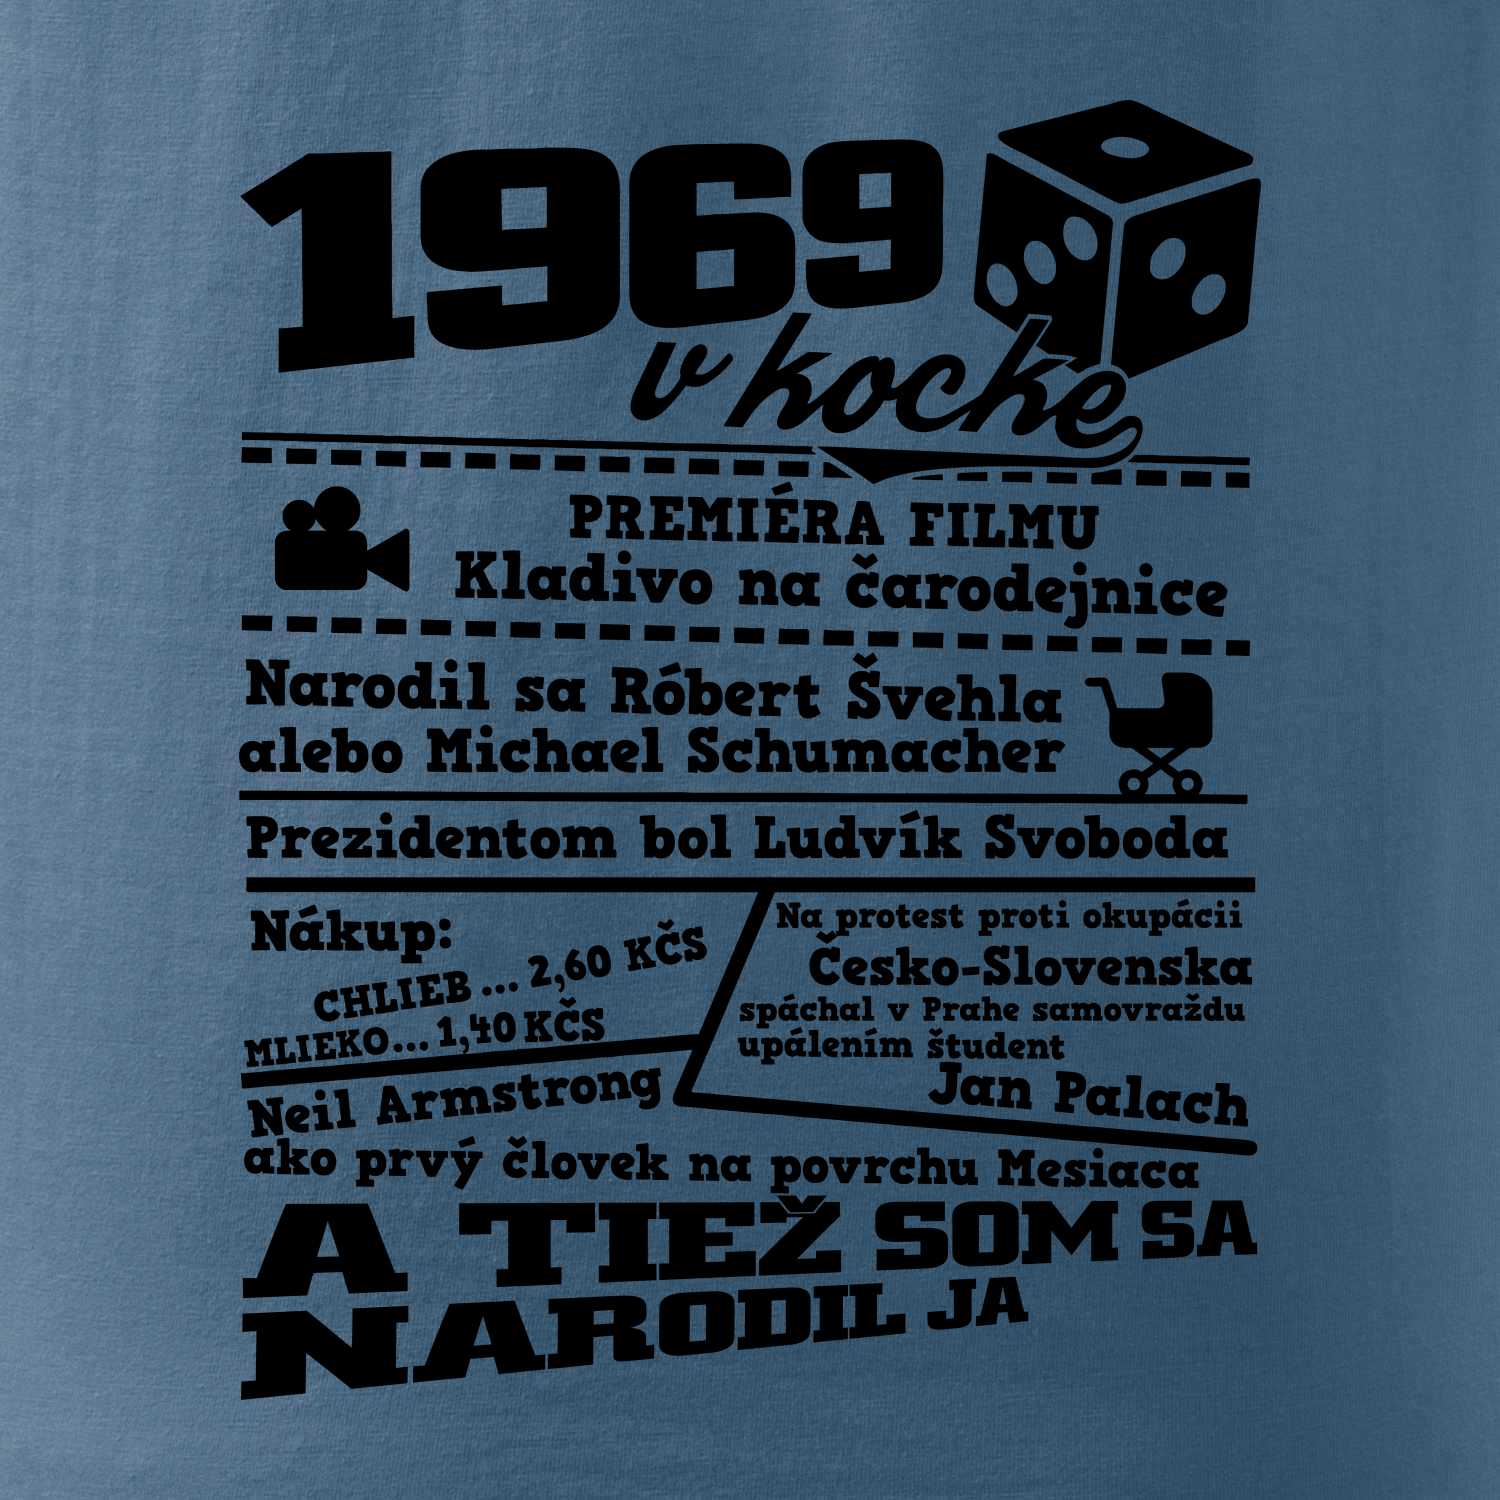 1969
v kocke
PREMIÉRA FILMU
Kladivo na čarodejnice
Narodil sa Róbert Švehla
alebo Michael Schumacher
Prezidentom bol Ludvík Svoboda
Nákup:
CHLIEB... 2,60 KČS
MLIEKO... 1,40 KČS
Na protest proti okupácii
Česko-Slovenska
spáchal v Prahe samovraždu
upálením študent
Jan Palach
Neil Armstrong
ako prvý človek na povrchu Mesiaca
A TIEŽ SOM SA
NARODIL JA